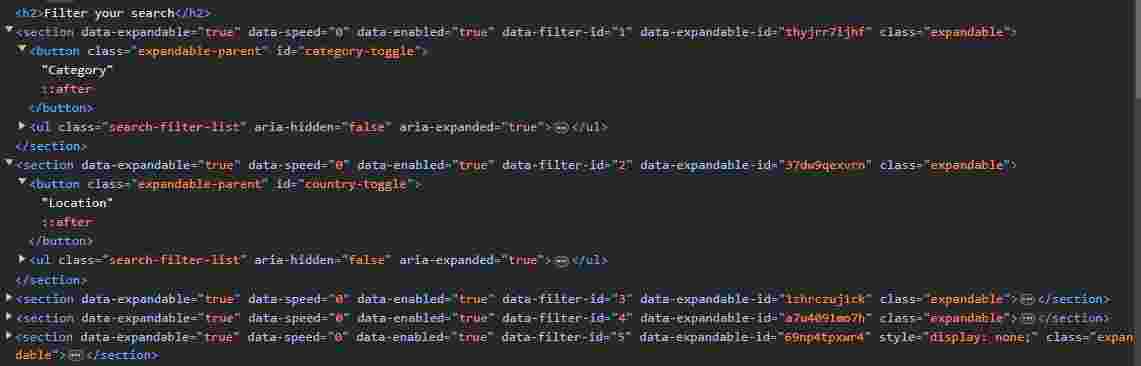 <h2>Filter your search</h2>
<section data-expandable="true" data-speed="0" data-enabled="true" data-filter-id="1" data-expandable-id="thyjrr7ljhf" class="expandable">
<button class="expandable-parent" id="category-toggle">
"Category"
::after
</button>
<ul class="search-filter-list" aria-hidden="false" aria-expanded="true">…</ul>
</section>
<section data-expandable="true" data-speed="0" data-enabled="true" data-filter-id="2" data-expandable-id="37dw9qexvrn" class="expandable">
<button class="expandable-parent" id="country-toggle">
"Location"
::after
</button>
<ul class="search-filter-list" aria-hidden="false" aria-expanded="true">…</ul>
</section>
<section data-expandable="true" data-speed="0" data-enabled="true" data-filter-id="3" data-expandable-id="1zhrczuj1ck" class="expandable">…</section>
<section data-expandable="true" data-speed="0" data-enabled="true" data-filter-id="4" data-expandable-id="a7u4091mo7h" class="expandable">…</section>
<section data-expandable="true" data-speed="0" data-enabled="true" data-filter-id="5" data-expandable-id="69np4tpxwr4" style="display: none;" class="expan
dable">…</section>